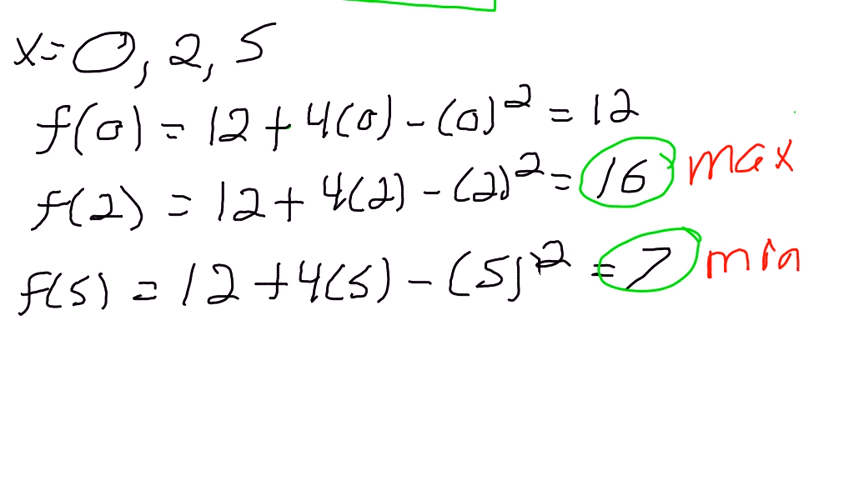 x=0, 2, 5
f(0) = 12+4(0)-(0)² = 12
f(2) = 12+4(2)-(2)² = 16 max
f(5) = 12+4(5)-(5)² = 7 min